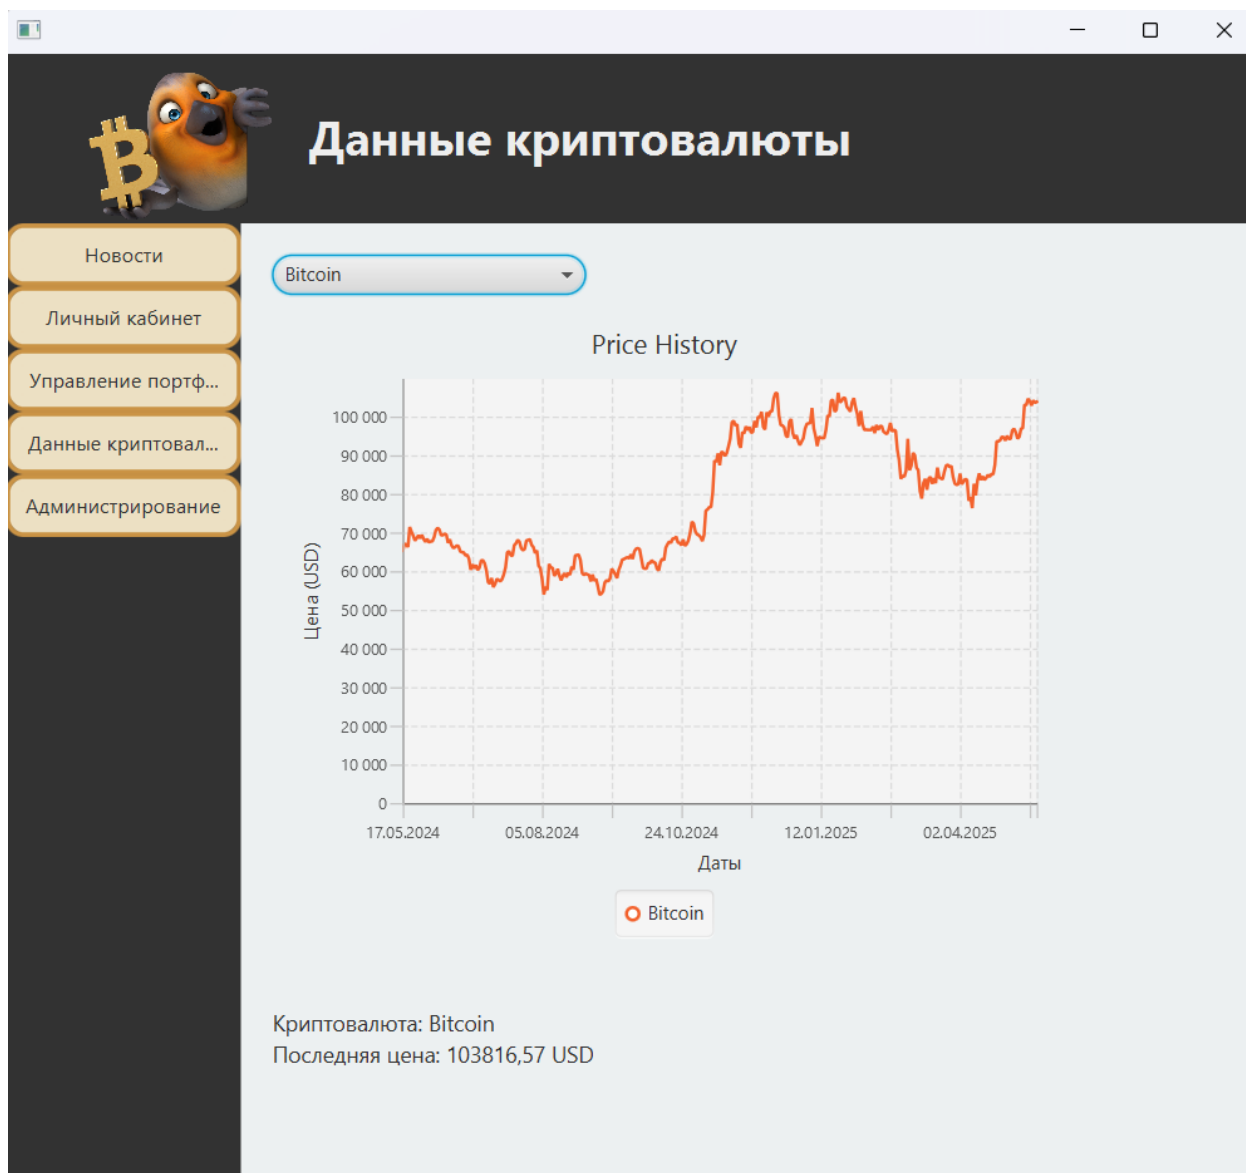 Данные криптовалюты
Новости
Личный кабинет
Управление портф...
Данные криптовал...
Администрирование
Bitcoin
Price History
Цена (USD)
100 000
90 000
80 000
70 000
60 000
50 000
40 000
30 000
20 000
10 000
0
17.05.2024 05.08.2024 24.10.2024 12.01.2025 02.04.2025
Даты
Bitcoin
Криптовалюта: Bitcoin
Последняя цена: 103816,57 USD